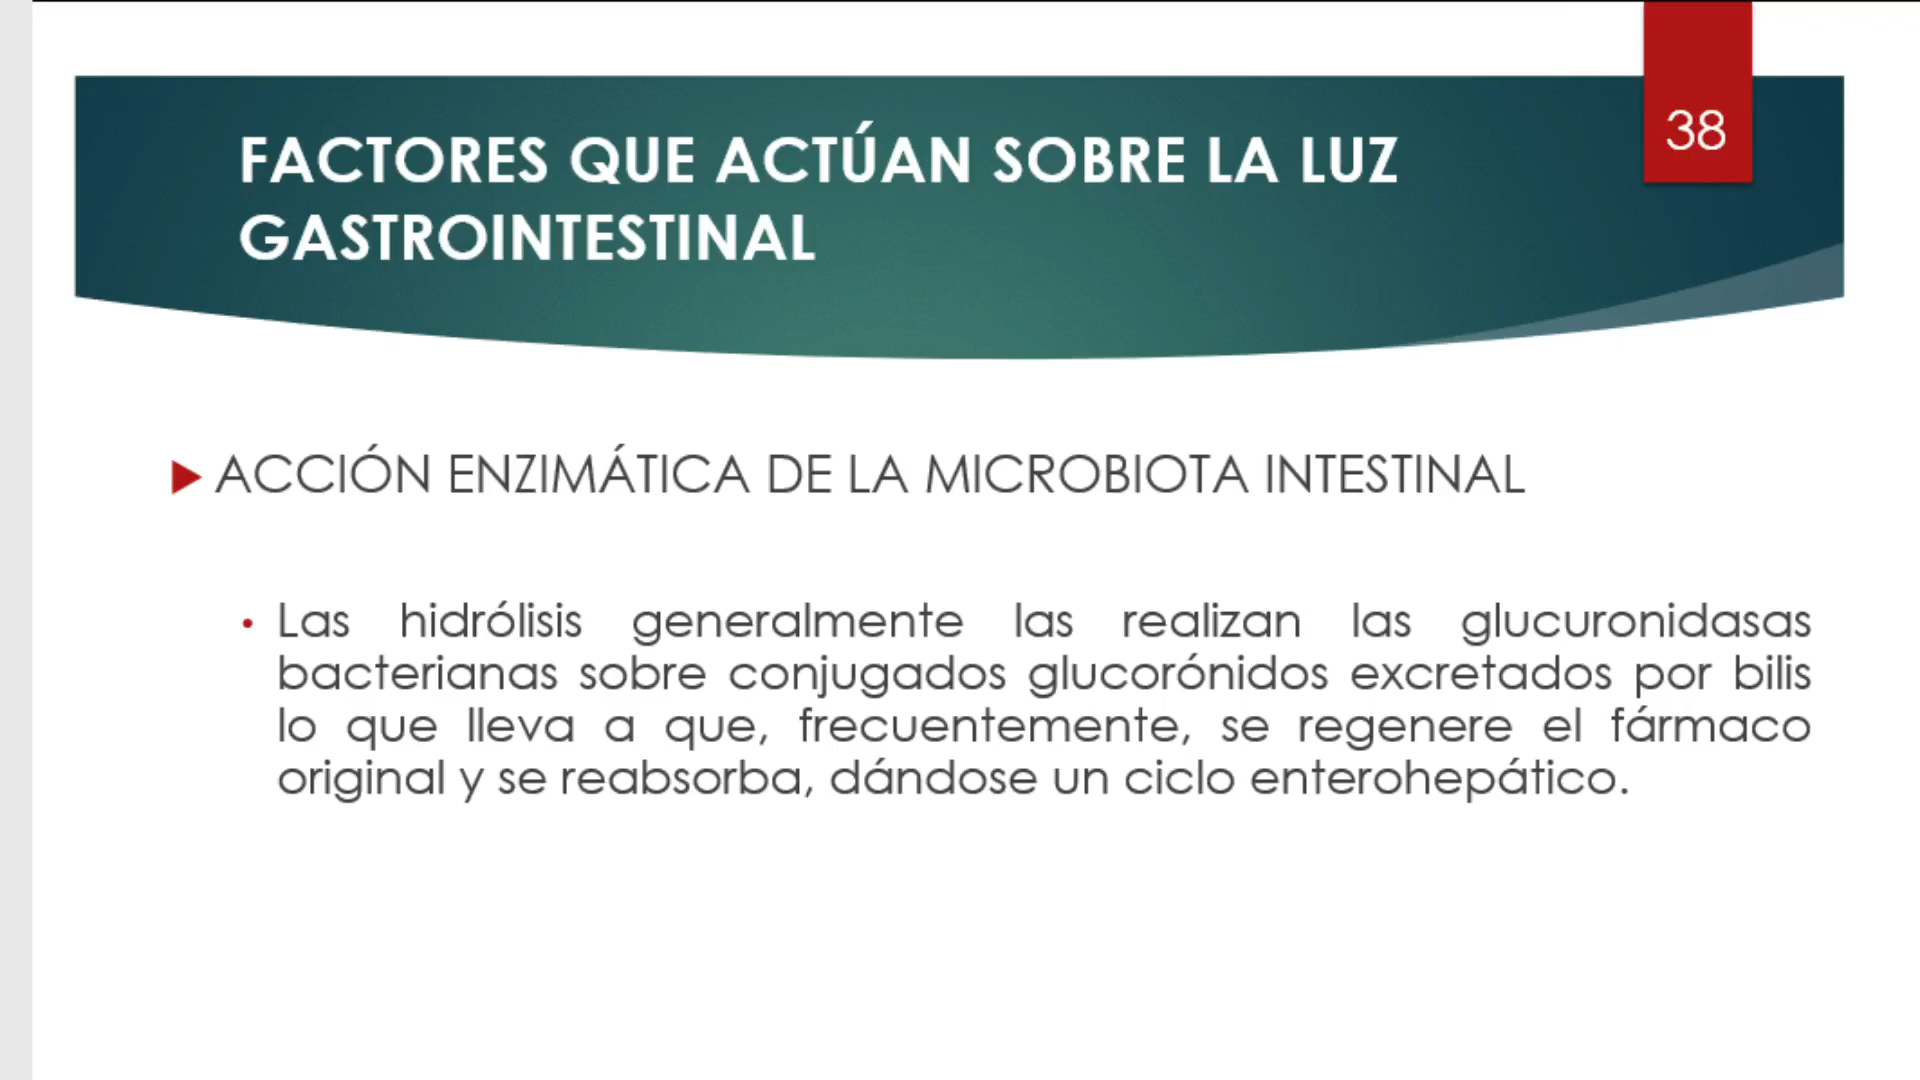 38
FACTORES QUE ACTÚAN SOBRE LA LUZ
GASTROINTESTINAL
ACCIÓN ENZIMÁTICA DE LA MICROBIOTA INTESTINAL
• Las hidrólisis generalmente las realizan las glucuronidasas
bacterianas sobre conjugados glucorónidos excretados por bilis
lo que lleva a que, frecuentemente, se regenere el fármaco
original y se reabsorba, dándose un ciclo enterohepático.